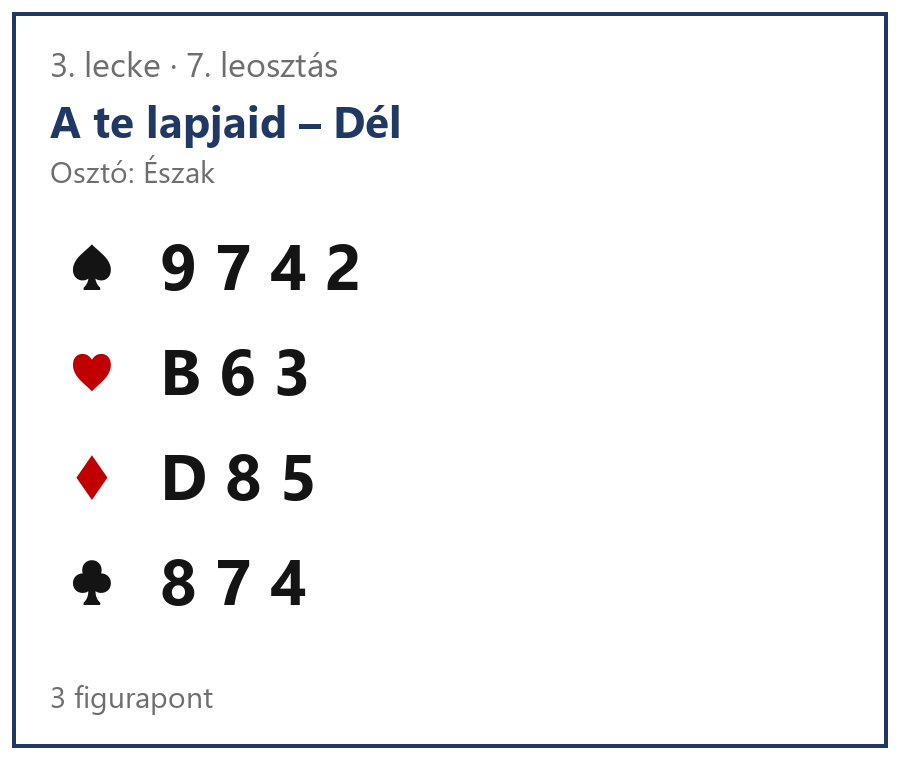 3. lecke · 7. leosztás
A te lapjaid – Dél
Osztó: Észak
♠ 9 7 4 2
♥ B 6 3
♦ D 8 5
♣ 8 7 4
3 figurapont